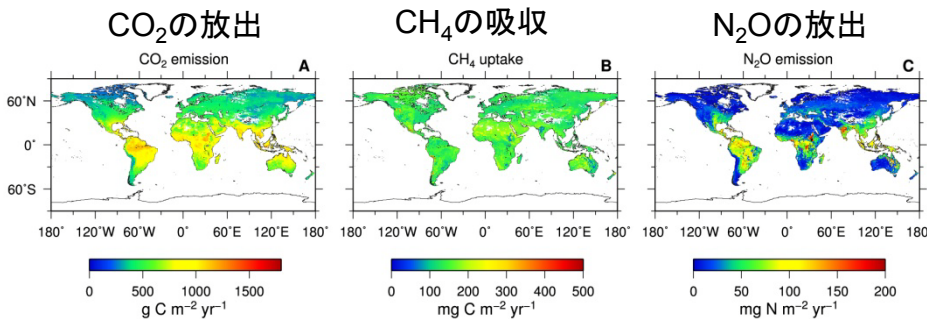 CO₂の放出
CH₄の吸収
N₂Oの放出
CO₂ emission
A
CH₄ uptake
B
N₂O emission
C
60˚N
0˚
60˚S
180˚ 120˚W 60˚W 0˚ 60˚E 120˚E 180˚
180˚ 120˚W 60˚W 0˚ 60˚E 120˚E 180˚
180˚ 120˚W 60˚W 0˚ 60˚E 120˚E 180˚
0 500 1000 1500
g C m⁻² yr⁻¹
0 100 200 300 400 500
mg C m⁻² yr⁻¹
0 100 200
mg N m⁻² yr⁻¹